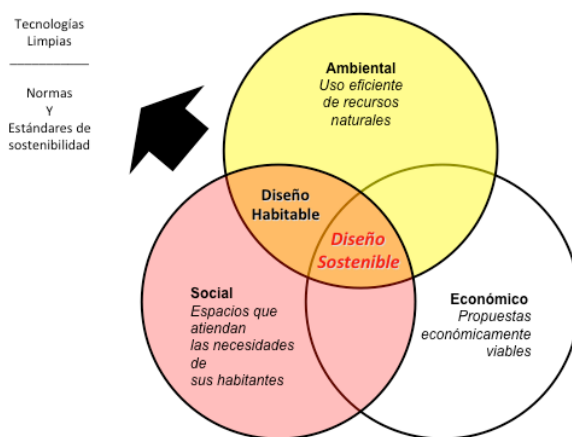 Tecnologías
Limpias
Normas
Y
Estándares de
sostenibilidad
Ambiental
Uso eficiente
de recursos
naturales
Diseño
Habitable
Diseño
Sostenible
Social
Espacios que
atiendan
las necesidades
de
sus habitantes
Económico
Propuestas
económicamente
viables